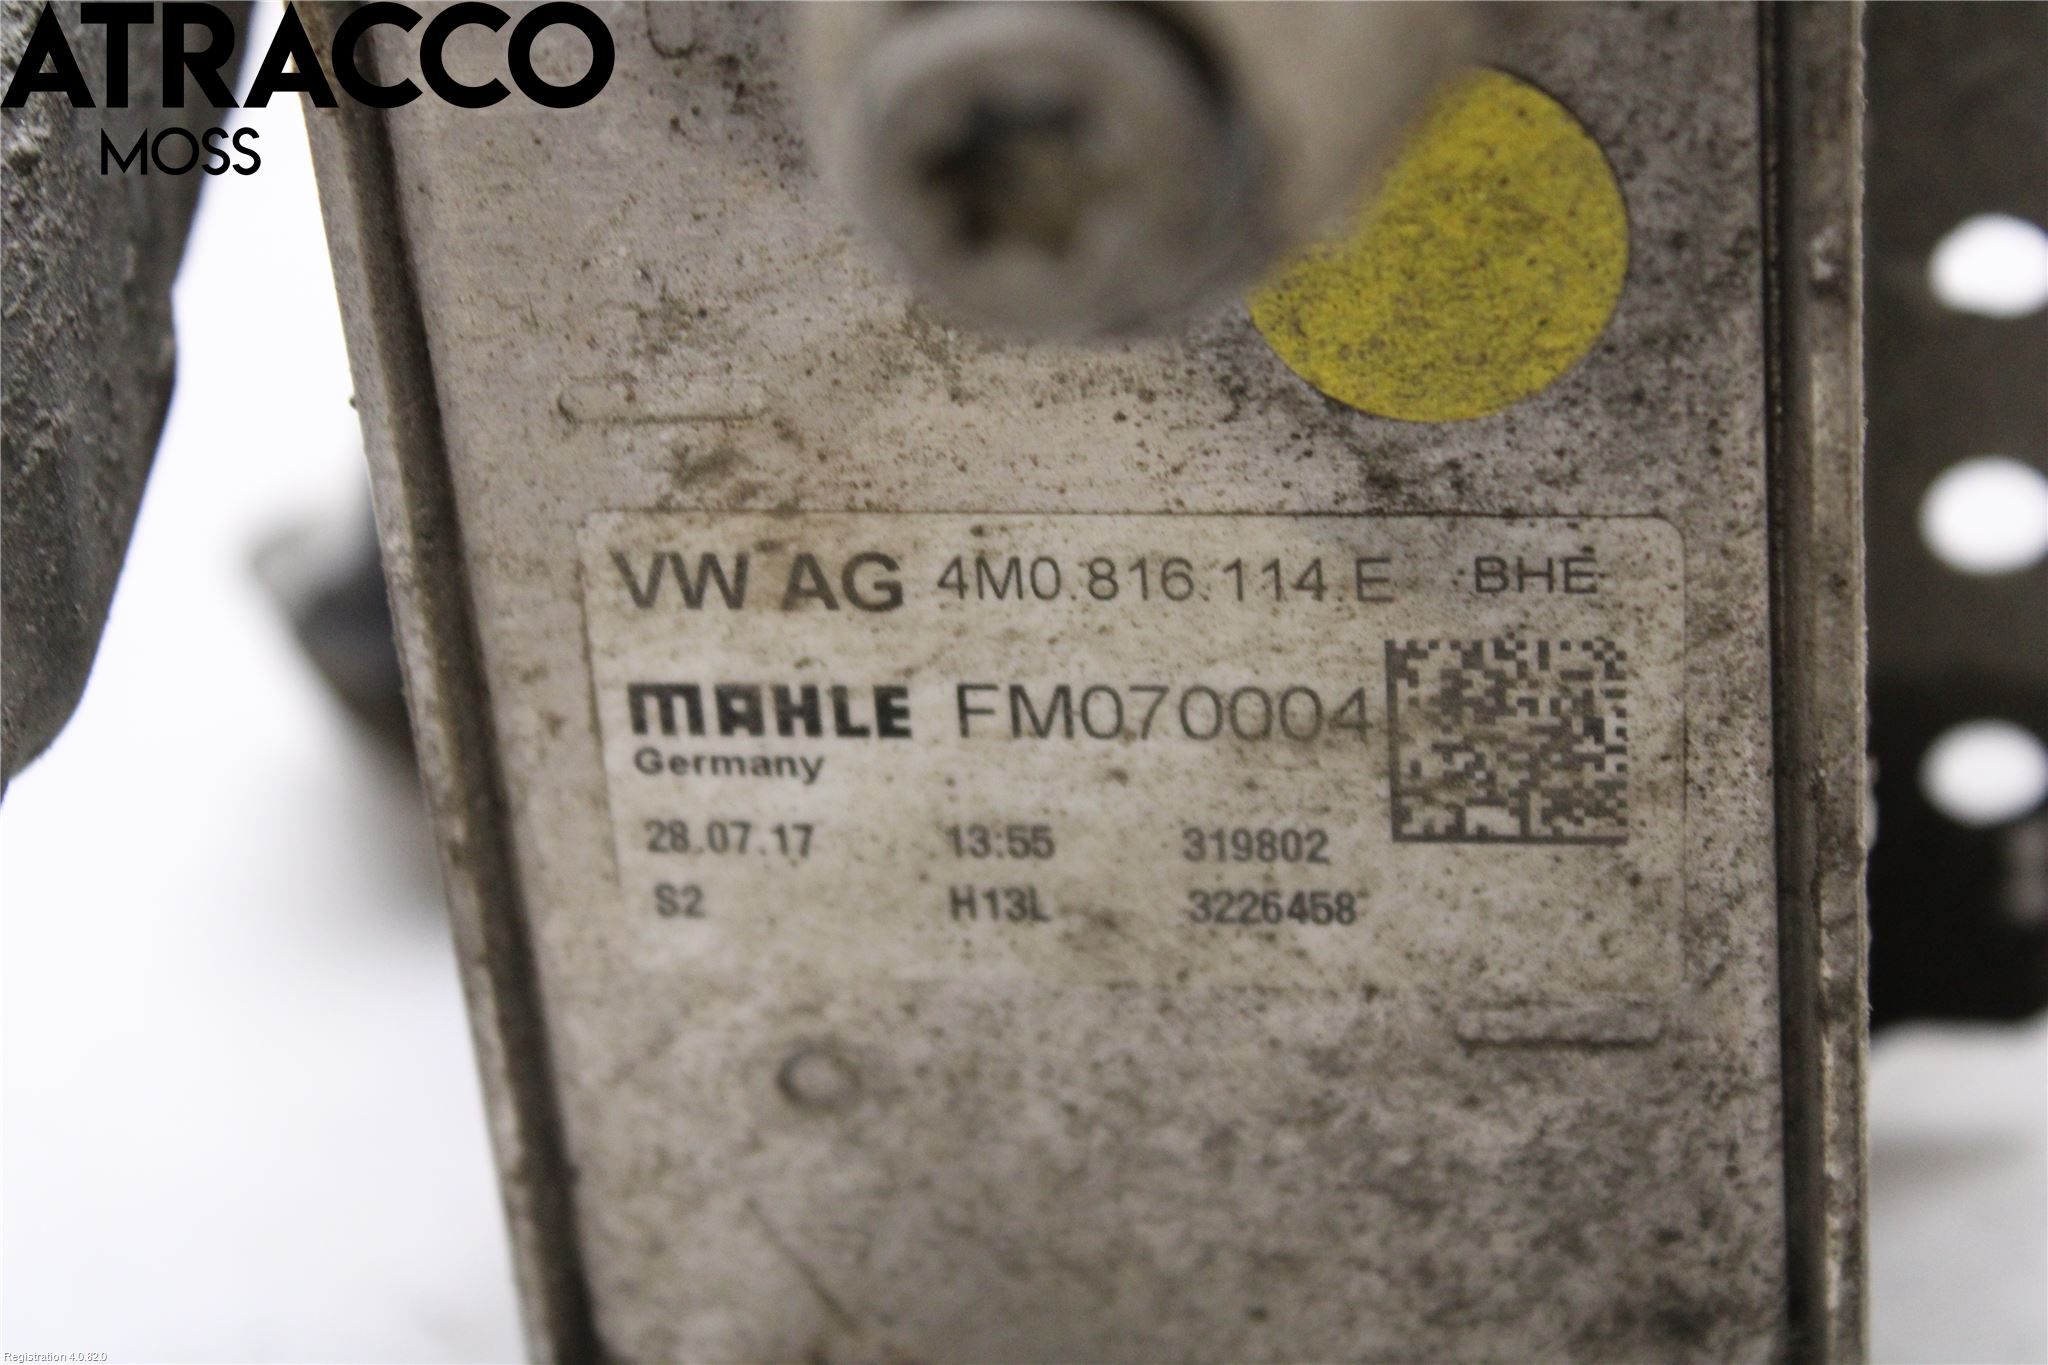 ATRACCO
MOSS
VW AG 4M0.816.114.E BHE
MAHLE FM070004
Germany
28.07.17 13:55 319802
S2 H13L 3226458
Registration 4.0.82.0